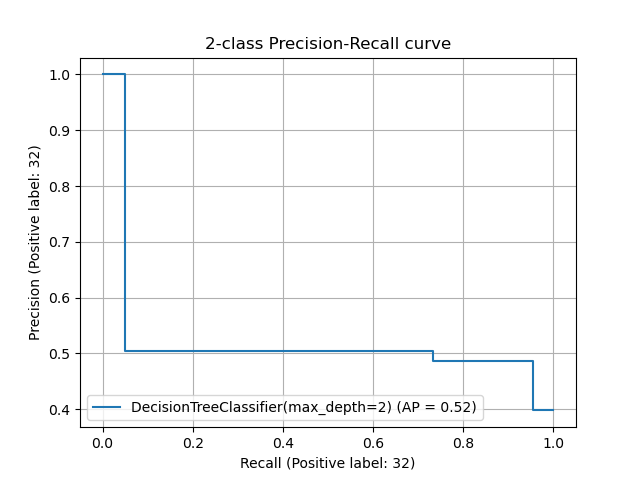 2-class Precision-Recall curve
1.0
0.9
0.8
0.7
0.6
0.5
0.4
Precision (Positive label: 32)
DecisionTreeClassifier(max_depth=2) (AP = 0.52)
0.0 0.2 0.4 0.6 0.8 1.0
Recall (Positive label: 32)